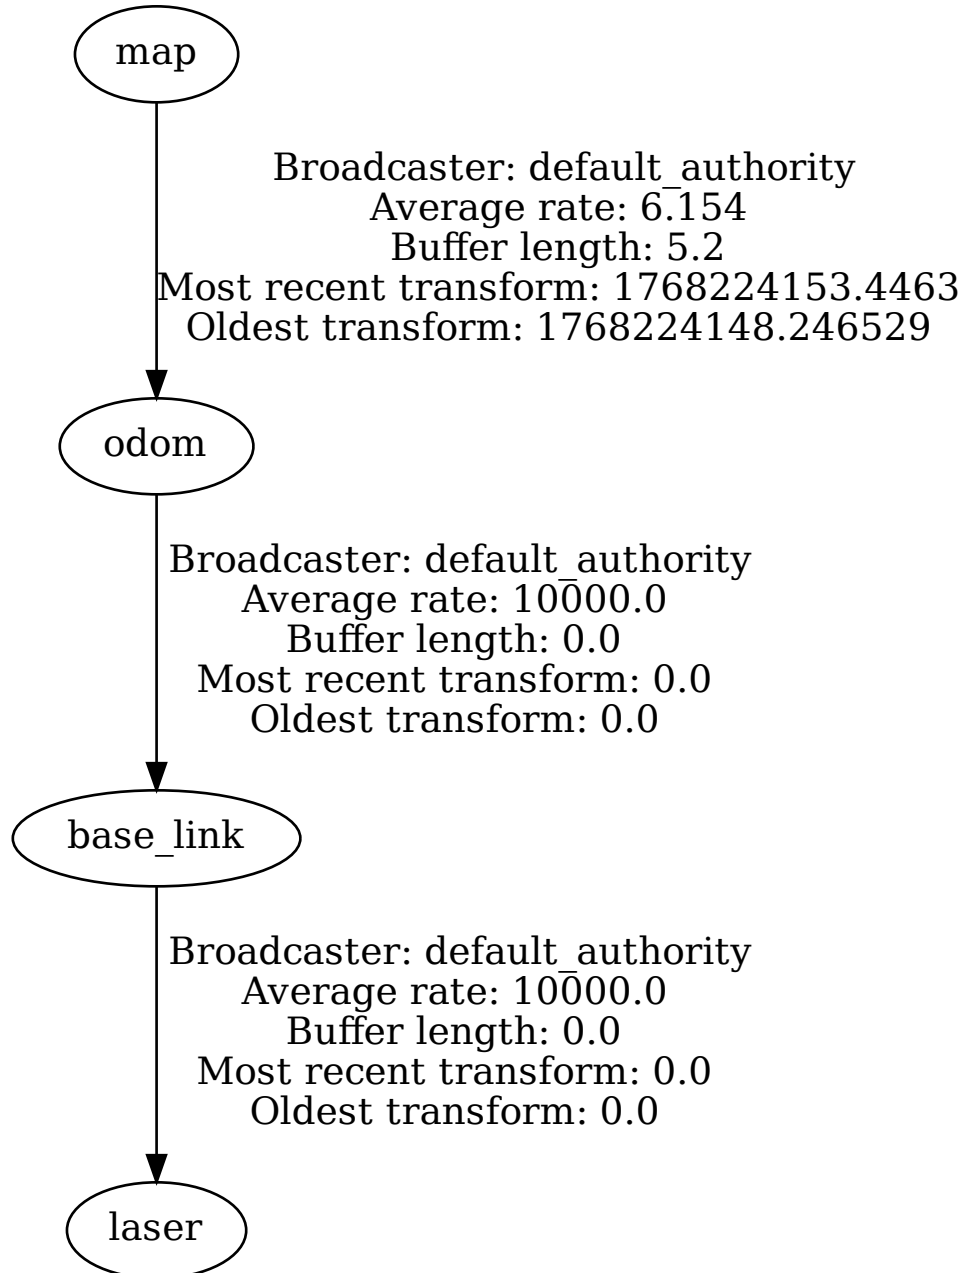 map
Broadcaster: default_authority
Average rate: 6.154
Buffer length: 5.2
Most recent transform: 1768224153.4463
Oldest transform: 1768224148.246529
odom
Broadcaster: default_authority
Average rate: 10000.0
Buffer length: 0.0
Most recent transform: 0.0
Oldest transform: 0.0
base_link
Broadcaster: default_authority
Average rate: 10000.0
Buffer length: 0.0
Most recent transform: 0.0
Oldest transform: 0.0
laser